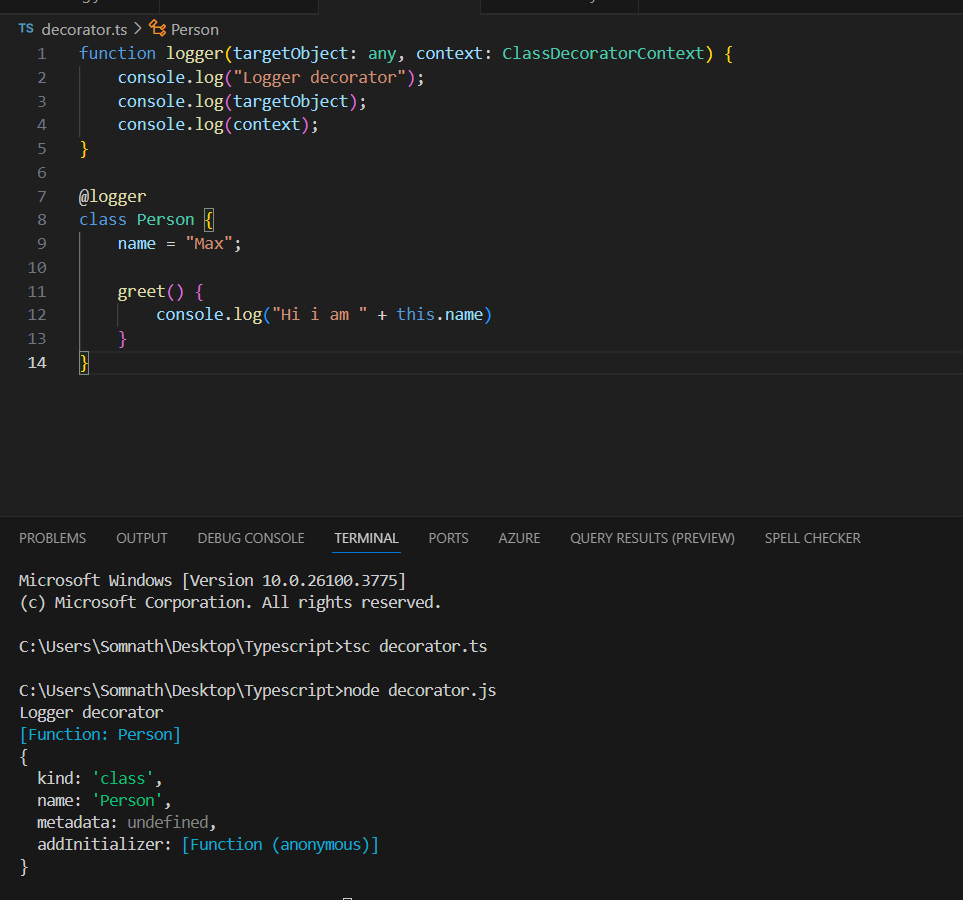 TS decorator.ts > Person
1 function logger(targetObject: any, context: ClassDecoratorContext) {
2 console.log("Logger decorator");
3 console.log(targetObject);
4 console.log(context);
5 }
6
7 @logger
8 class Person {
9 name = "Max";
10
11 greet() {
12 console.log("Hi i am " + this.name)
13 }
14 }
PROBLEMS OUTPUT DEBUG CONSOLE TERMINAL PORTS AZURE QUERY RESULTS (PREVIEW) SPELL CHECKER
Microsoft Windows [Version 10.0.26100.3775]
(c) Microsoft Corporation. All rights reserved.
C:\Users\Somnath\Desktop\Typescript>tsc decorator.ts
C:\Users\Somnath\Desktop\Typescript>node decorator.js
Logger decorator
[Function: Person]
{
kind: 'class',
name: 'Person',
metadata: undefined,
addInitializer: [Function (anonymous)]
}